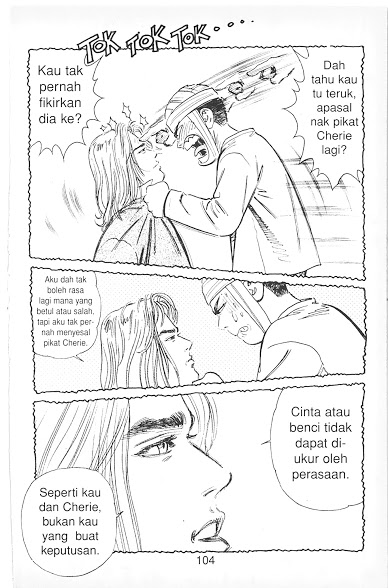 TOK TOK TOK....
Kau tak
pernah
fikirkan
dia ke?
Dah
tahu kau
tu teruk,
apasal
nak pikat
Cherie
lagi?
Aku dah tak
boleh rasa
lagi mana yang
betul atau salah,
tapi aku tak per-
nah menyesal
pikat Cherie.
Cinta atau
benci tidak
dapat di-
ukur oleh
perasaan.
Seperti kau
dan Cherie,
bukan kau
yang buat
keputusan.
104